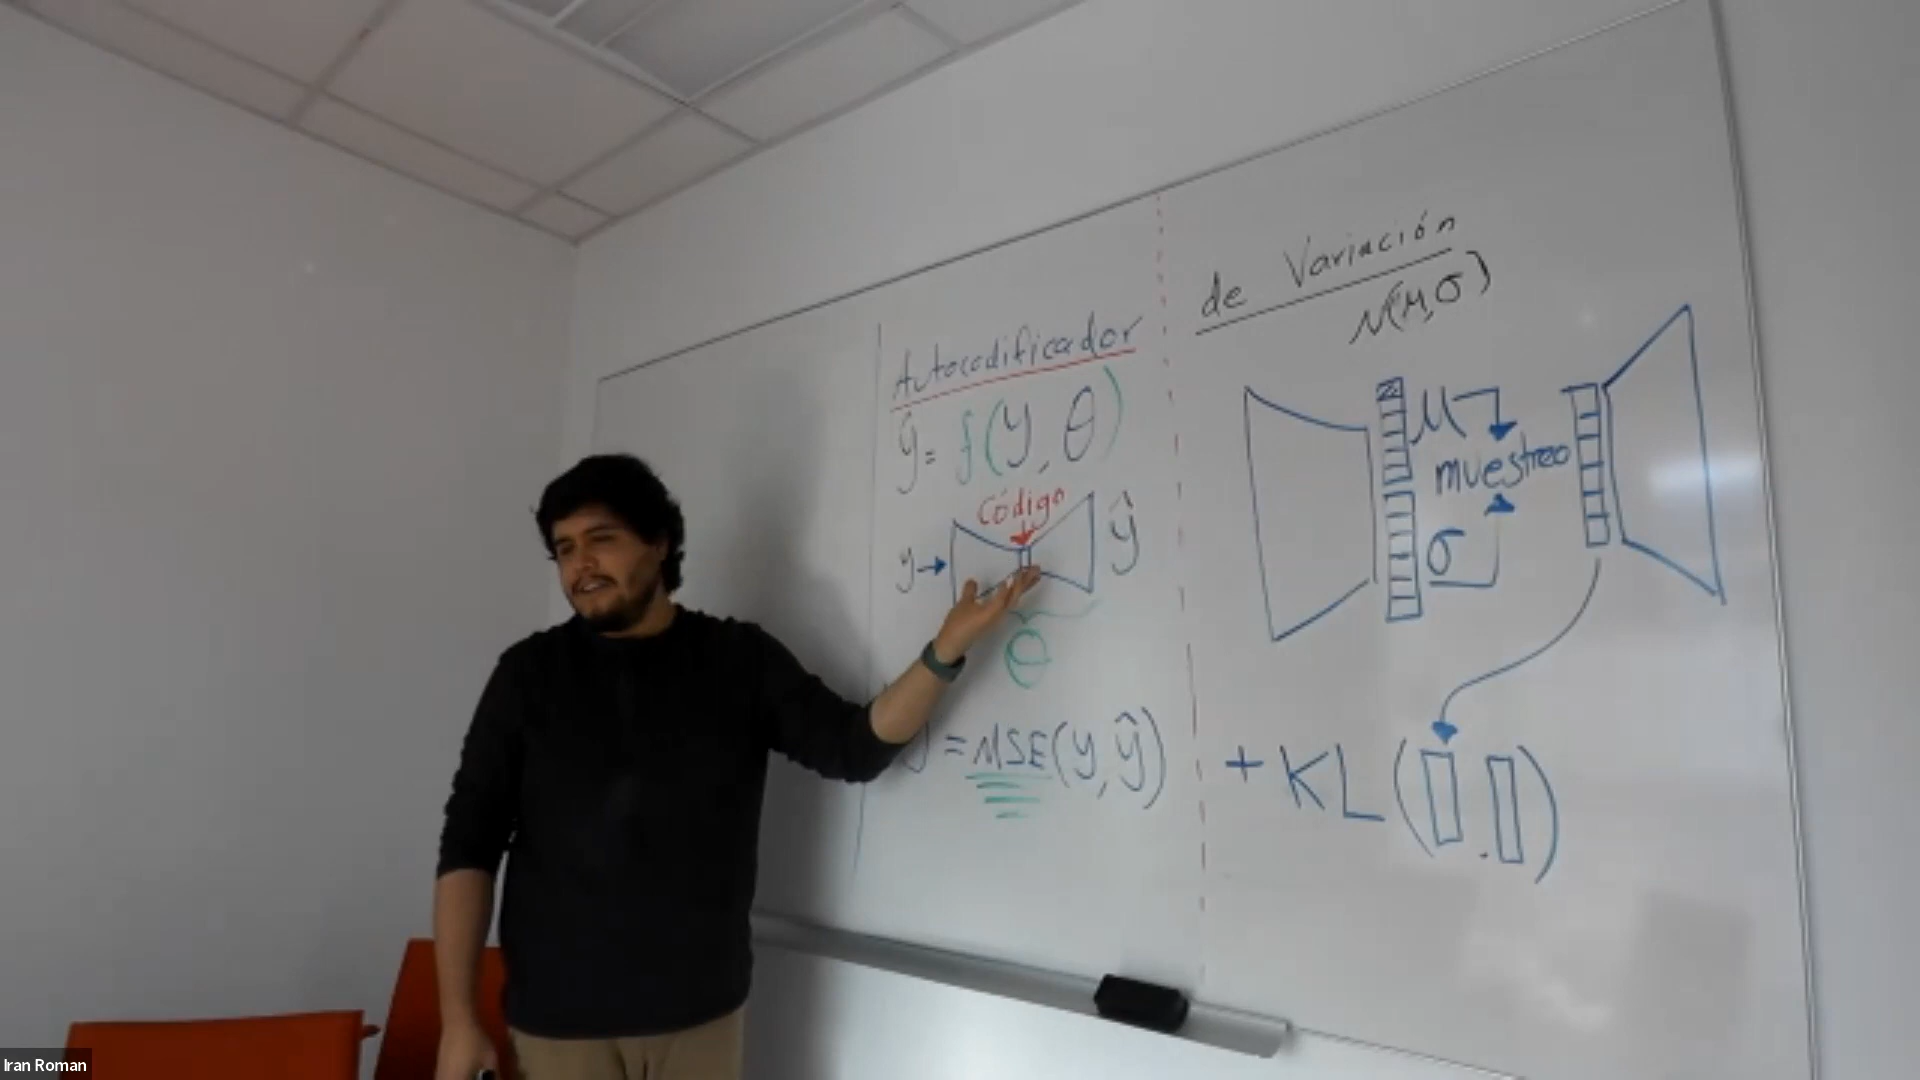 Autocodificador
ŷ = f(y, θ)
Código
y → ŷ
θ
J = MSE(y, ŷ)
de Variación
N(μ, σ)
μ
muestreo
σ
+ KL( , )
Iran Roman